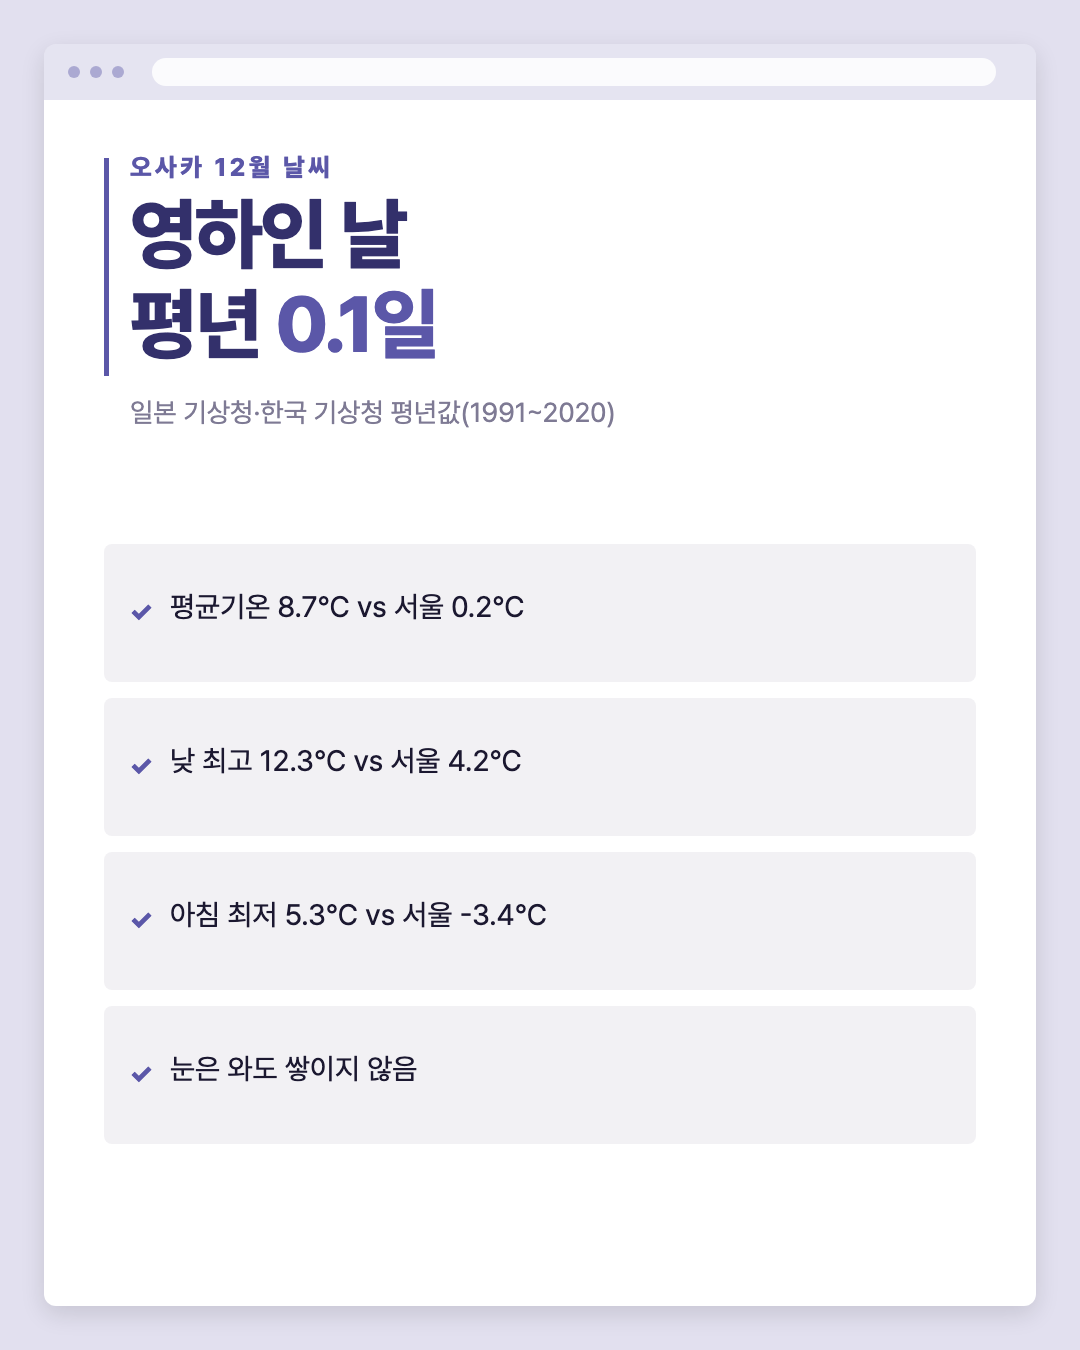 오사카 12월 날씨
영하인 날
평년 0.1일
일본 기상청·한국 기상청 평년값(1991~2020)
평균기온 8.7°C vs 서울 0.2°C
낮 최고 12.3°C vs 서울 4.2°C
아침 최저 5.3°C vs 서울 -3.4°C
눈은 와도 쌓이지 않음